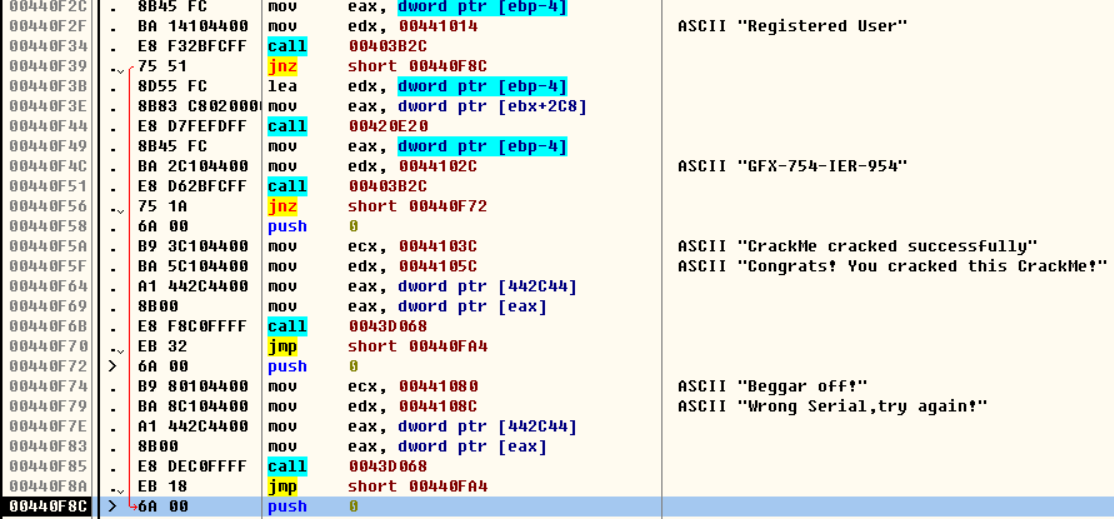 00440F2C . 8B45 FC mov eax, dword ptr [ebp-4]
00440F2F . BA 14104400 mov edx, 00441014 ASCII "Registered User"
00440F34 . E8 F32BFCFF call 00403B2C
00440F39 . 75 51 jnz short 00440F8C
00440F3B . 8D55 FC lea edx, dword ptr [ebp-4]
00440F3E . 8B83 C8020000 mov eax, dword ptr [ebx+2C8]
00440F44 . E8 D7FEFDFF call 00420E20
00440F49 . 8B45 FC mov eax, dword ptr [ebp-4]
00440F4C . BA 2C104400 mov edx, 0044102C ASCII "GFX-754-IER-954"
00440F51 . E8 D62BFCFF call 00403B2C
00440F56 . 75 1A jnz short 00440F72
00440F58 . 6A 00 push 0
00440F5A . B9 3C104400 mov ecx, 0044103C ASCII "CrackMe cracked successfully"
00440F5F . BA 5C104400 mov edx, 0044105C ASCII "Congrats! You cracked this CrackMe!"
00440F64 . A1 442C4400 mov eax, dword ptr [442C44]
00440F69 . 8B00 mov eax, dword ptr [eax]
00440F6B . E8 F8C0FFFF call 0043D068
00440F70 . EB 32 jmp short 00440FA4
00440F72 > 6A 00 push 0
00440F74 . B9 80104400 mov ecx, 00441080 ASCII "Beggar off!"
00440F79 . BA 8C104400 mov edx, 0044108C ASCII "Wrong Serial,try again!"
00440F7E . A1 442C4400 mov eax, dword ptr [442C44]
00440F83 . 8B00 mov eax, dword ptr [eax]
00440F85 . E8 DEC0FFFF call 0043D068
00440F8A . EB 18 jmp short 00440FA4
00440F8C > 6A 00 push 0